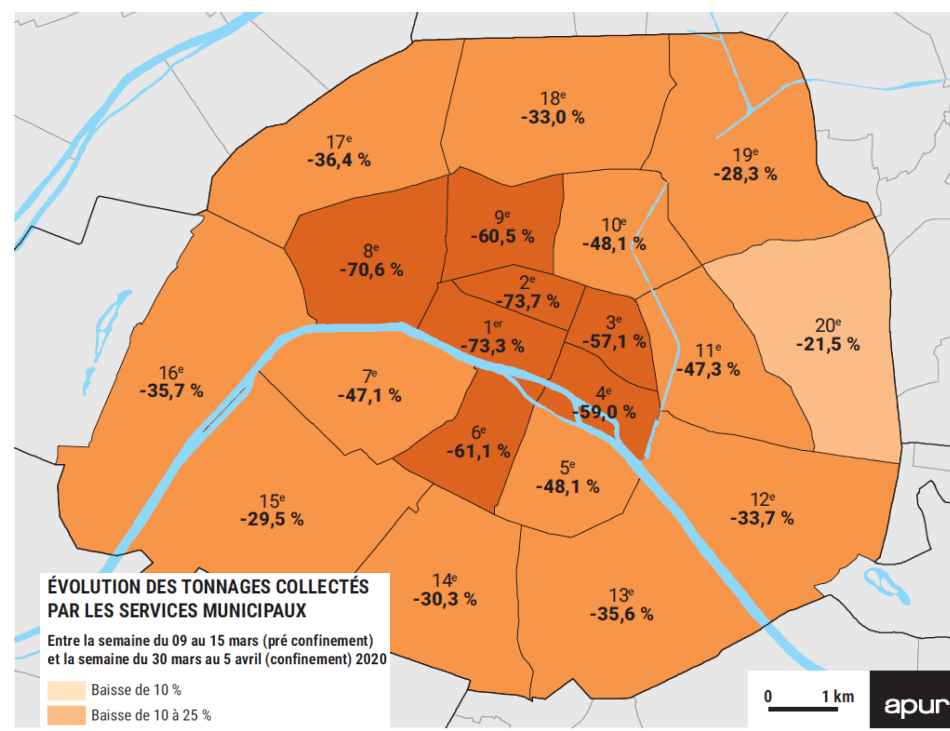 18ᵉ
-33,0 %
17ᵉ
-36,4 %
19ᵉ
-28,3 %
9ᵉ
-60,5 %
10ᵉ
-48,1 %
8ᵉ
-70,6 %
2ᵉ
-73,7 %
1ᵉʳ
-73,3 %
3ᵉ
-57,1 %
20ᵉ
-21,5 %
11ᵉ
-47,3 %
16ᵉ
-35,7 %
7ᵉ
-47,1 %
4ᵉ
-59,0 %
6ᵉ
-61,1 %
5ᵉ
-48,1 %
15ᵉ
-29,5 %
12ᵉ
-33,7 %
14ᵉ
-30,3 %
13ᵉ
-35,6 %
ÉVOLUTION DES TONNAGES COLLECTÉS
PAR LES SERVICES MUNICIPAUX
Entre la semaine du 09 au 15 mars (pré confinement)
et la semaine du 30 mars au 5 avril (confinement) 2020
Baisse de 10 %
Baisse de 10 à 25 %
0 1 km
apur